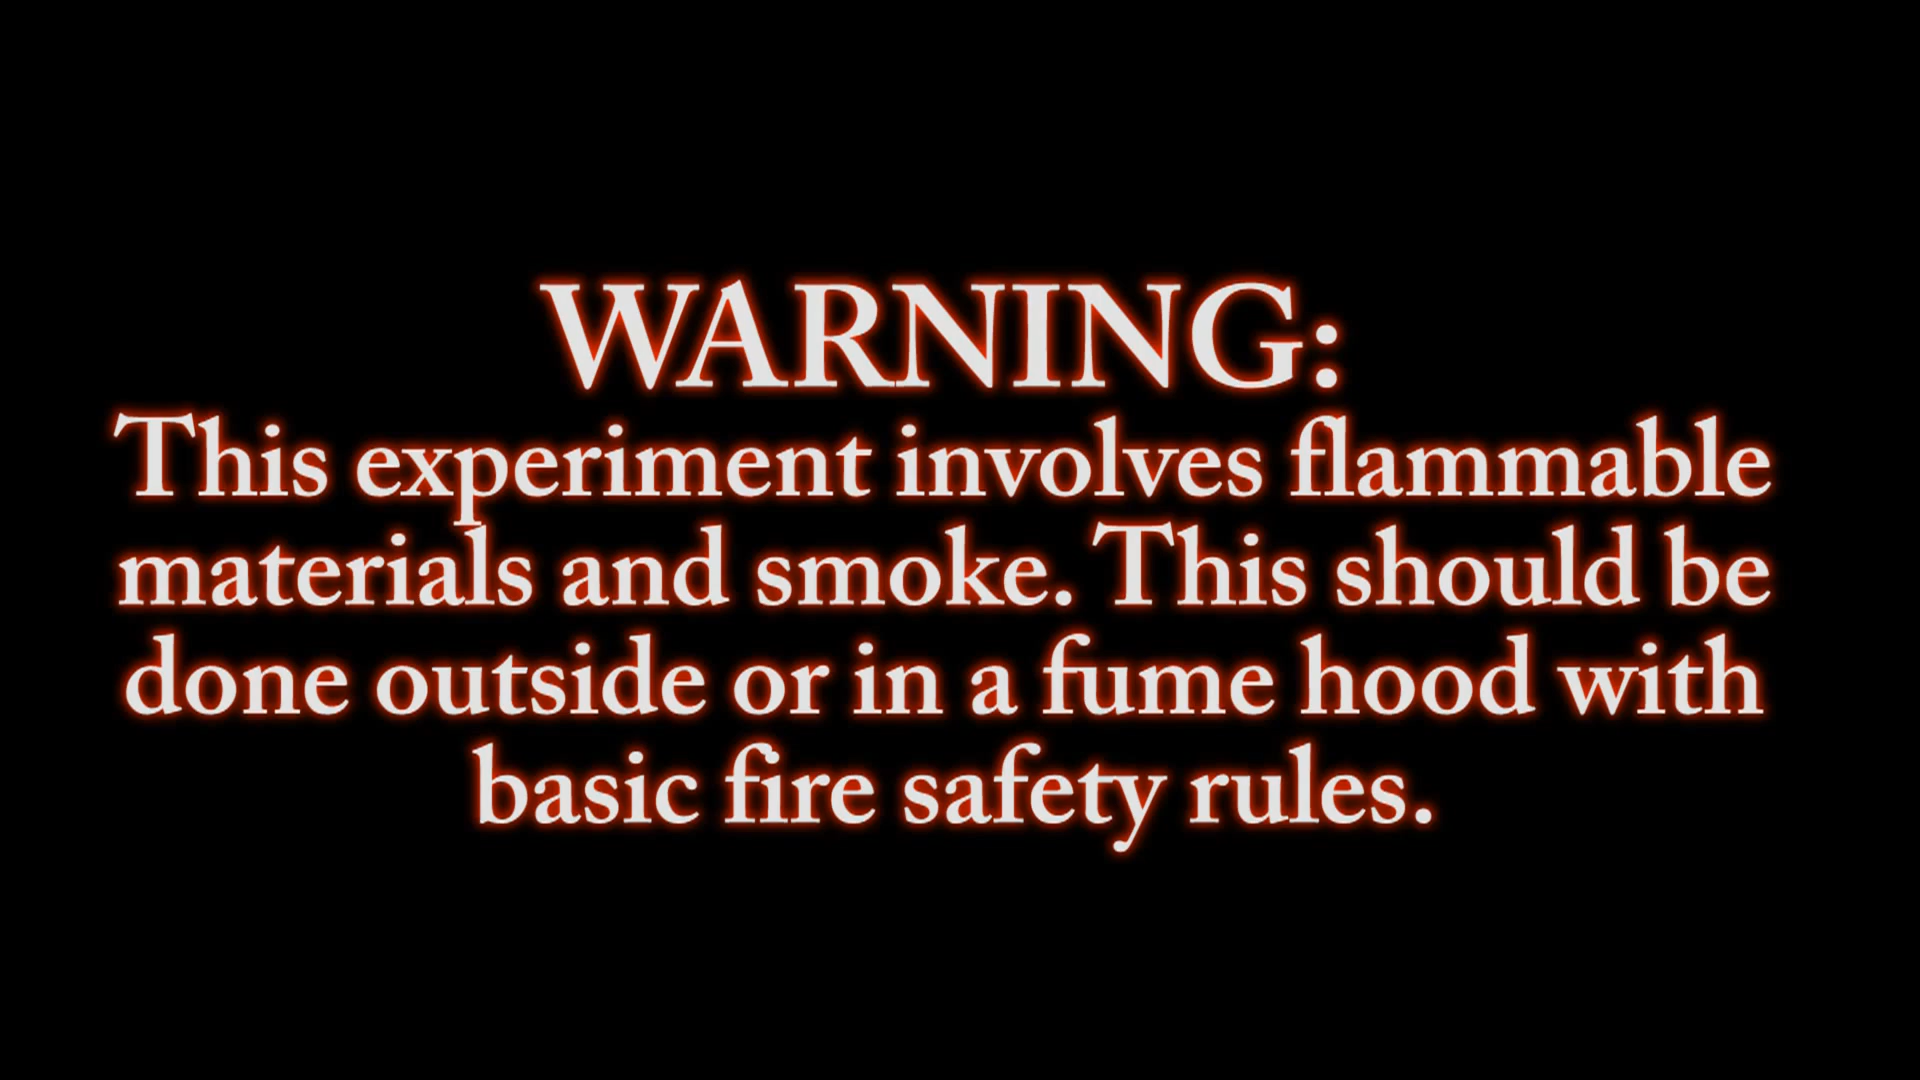 WARNING:
This experiment involves flammable
materials and smoke. This should be
done outside or in a fume hood with
basic fire safety rules.